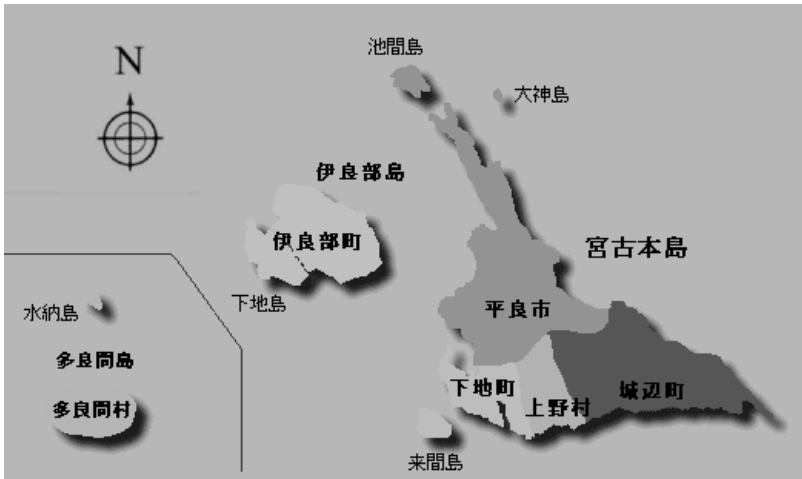 池間島
N
大神島
伊良部島
伊良部町
宮古本島
下地島
水納島
平良市
多良間島
下地町
城辺町
多良間村
上野村
来間島